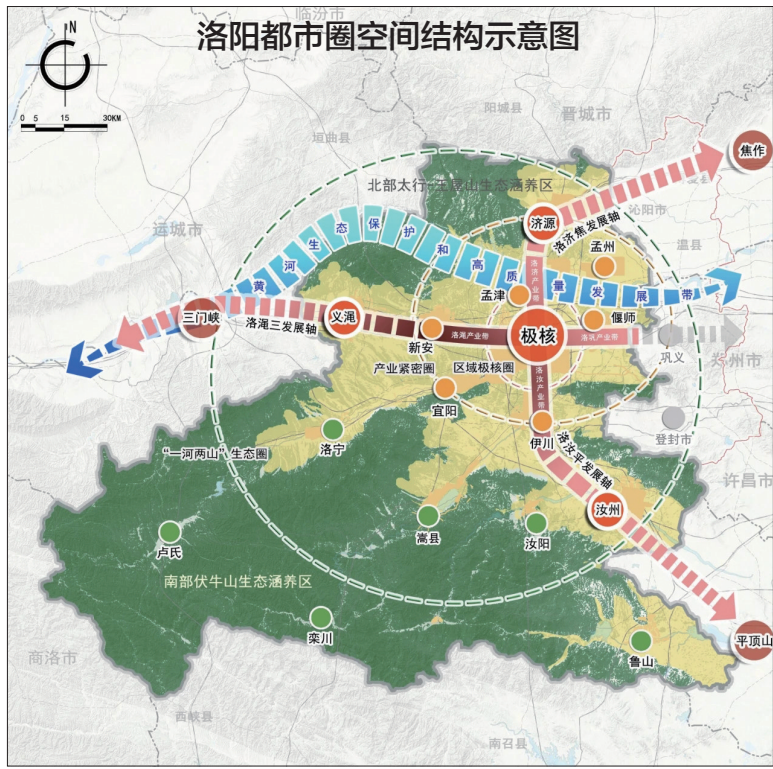 临汾市
洛阳都市圈空间结构示意图
N
0 5 15 30KM
阳城县
晋城市
垣曲县
焦作
北部太行-王屋山生态涵养区
沁阳市
运城市
济源
洛济焦发展轴
温县
孟州
黄河生态保护和高质量发展带
洛济产业带
孟津
三门峡
义渑
偃师
洛渑三发展轴
新安
洛渑产业带
极核
洛巩产业带
巩义
郑州市
产业紧密圈
区域极核圈
洛汝产业带
宜阳
洛宁
伊川
登封市
“一河两山”生态圈
洛汝平发展轴
许昌市
汝州
卢氏
嵩县
汝阳
南部伏牛山生态涵养区
栾川
平顶山
商洛市
鲁山
西峡县
南召县